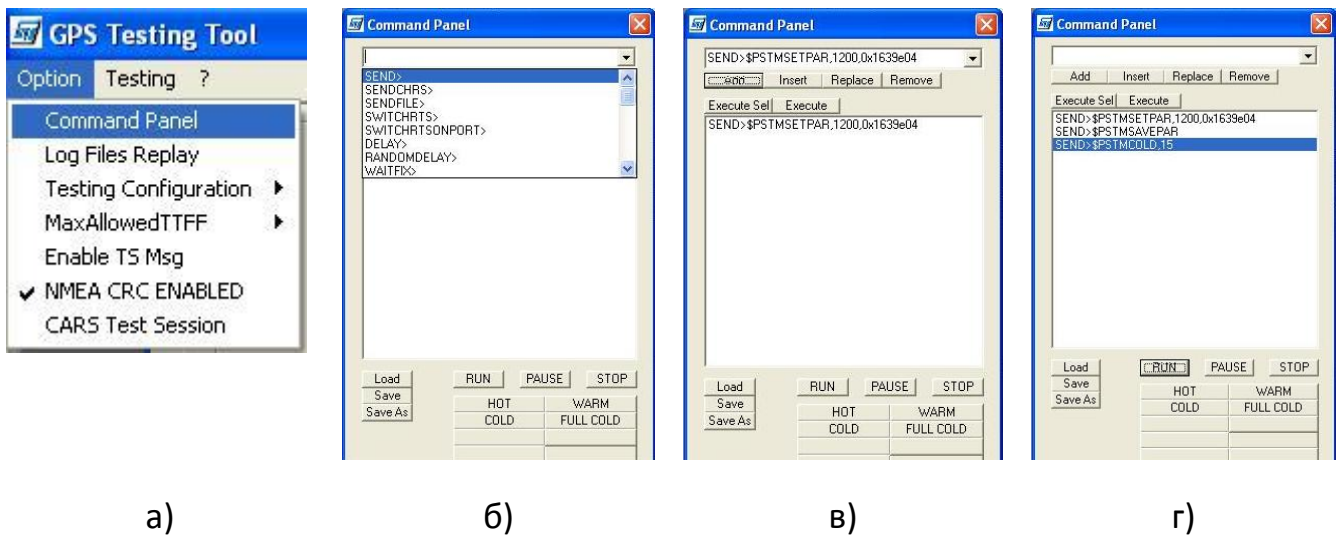 GPS Testing Tool
Option Testing ?
Command Panel
Log Files Replay
Testing Configuration
MaxAllowedTTFF
Enable TS Msg
NMEA CRC ENABLED
CARS Test Session
а)
Command Panel
SEND>
SENDCHRS>
SENDFILE>
SWITCHRTS>
SWITCHRTSONPORT>
DELAY>
RANDOMDELAY>
WAITFIX>
Load RUN PAUSE STOP
Save
Save As
HOT WARM
COLD FULL COLD
б)
Command Panel
SEND>$PSTMSETPAR,1200,0x1639e04
Add Insert Replace Remove
Execute Sel Execute
SEND>$PSTMSETPAR,1200,0x1639e04
Load RUN PAUSE STOP
Save
Save As
HOT WARM
COLD FULL COLD
в)
Command Panel
Add Insert Replace Remove
Execute Sel Execute
SEND>$PSTMSETPAR,1200,0x1639e04
SEND>$PSTMSAVEPAR
SEND>$PSTMCOLD,15
Load RUN PAUSE STOP
Save
Save As
HOT WARM
COLD FULL COLD
г)